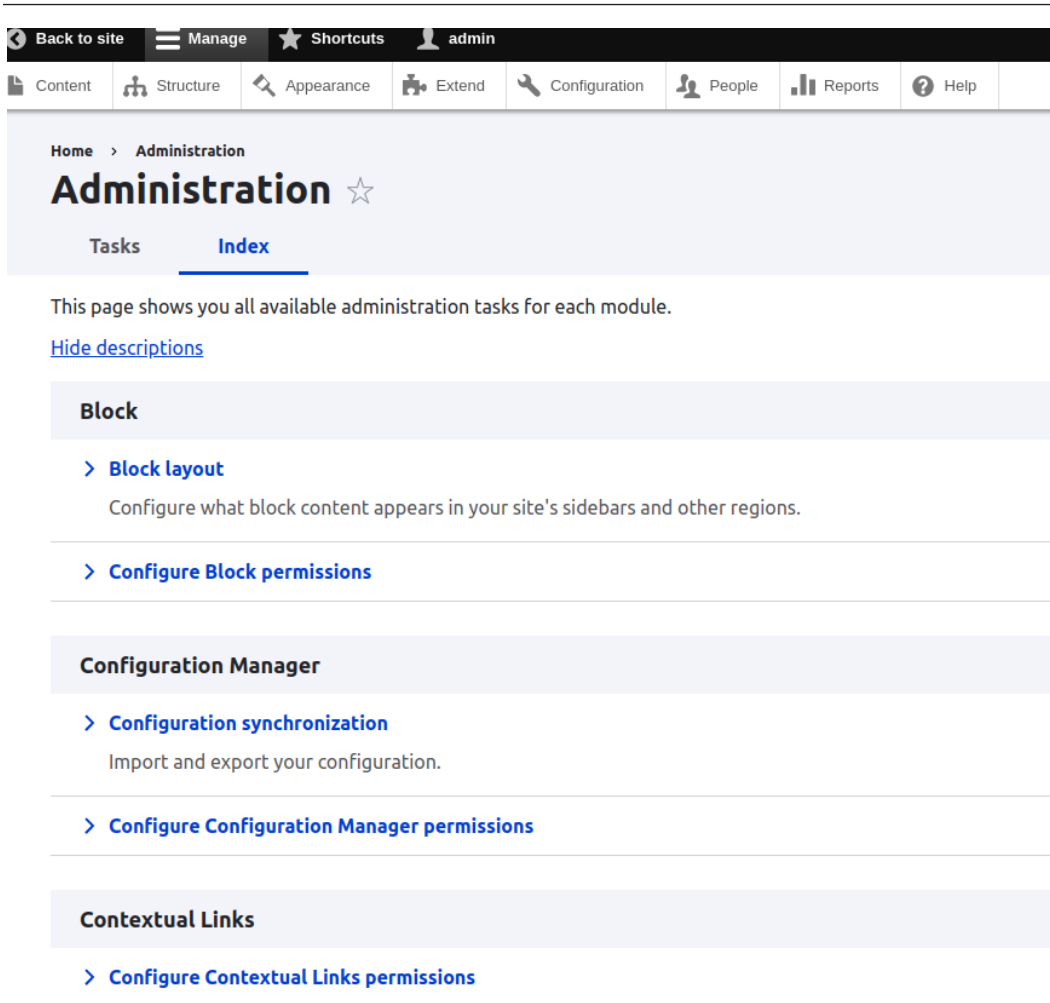 Back to site Manage Shortcuts admin
Content Structure Appearance Extend Configuration People Reports Help
Home > Administration
Administration
Tasks Index
This page shows you all available administration tasks for each module.
Hide descriptions
Block
Block layout
Configure what block content appears in your site's sidebars and other regions.
Configure Block permissions
Configuration Manager
Configuration synchronization
Import and export your configuration.
Configure Configuration Manager permissions
Contextual Links
Configure Contextual Links permissions